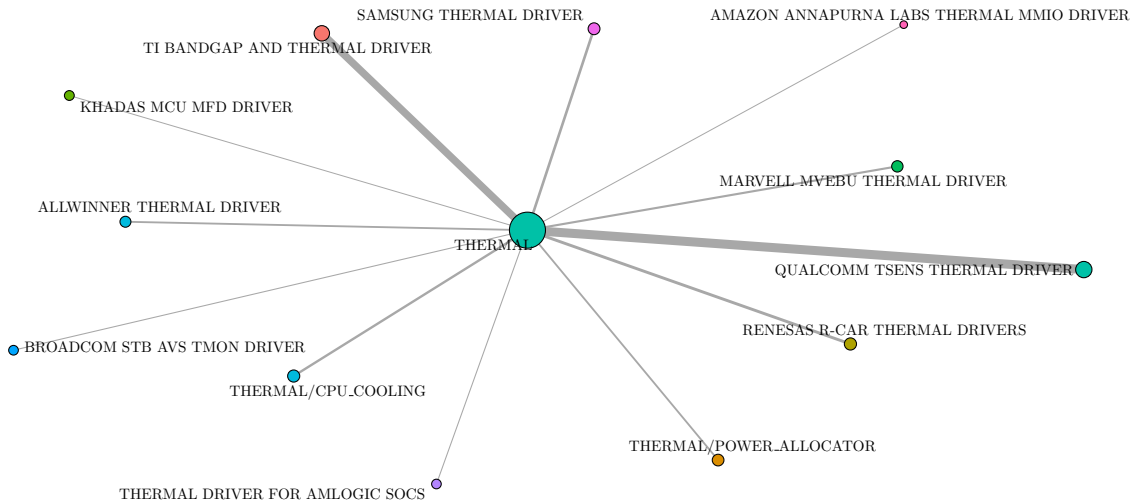 SAMSUNG THERMAL DRIVER
AMAZON ANNAPURNA LABS THERMAL MMIO DRIVER
TI BANDGAP AND THERMAL DRIVER
KHADAS MCU MFD DRIVER
MARVELL MVEBU THERMAL DRIVER
ALLWINNER THERMAL DRIVER
THERMAL
QUALCOMM TSENS THERMAL DRIVER
RENESAS R-CAR THERMAL DRIVERS
BROADCOM STB AVS TMON DRIVER
THERMAL/CPU_COOLING
THERMAL/POWER_ALLOCATOR
THERMAL DRIVER FOR AMLOGIC SOCS